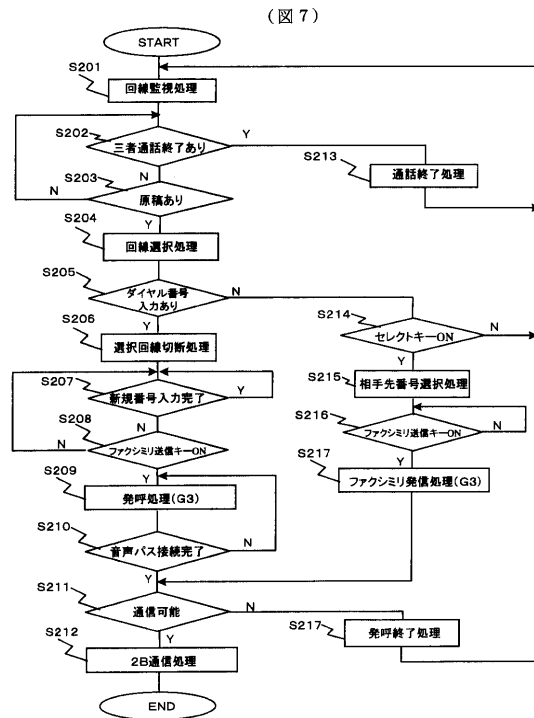 (図7)
START
S201
回線監視処理
S202
三者通話終了あり
Y
N
S213
通話終了処理
S203
原稿あり
N
Y
S204
回線選択処理
S205
ダイヤル番号
入力あり
N
Y
S206
選択回線切断処理
S214
セレクトキーON
N
Y
S207
新規番号入力完了
Y
N
S215
相手先番号選択処理
S208
ファクシミリ送信キーON
N
Y
S216
ファクシミリ送信キーON
N
Y
S209
発呼処理(G3)
S217
ファクシミリ発信処理(G3)
S210
音声パス接続完了
N
Y
S211
通信可能
N
Y
S217
発呼終了処理
S212
2B通信処理
END